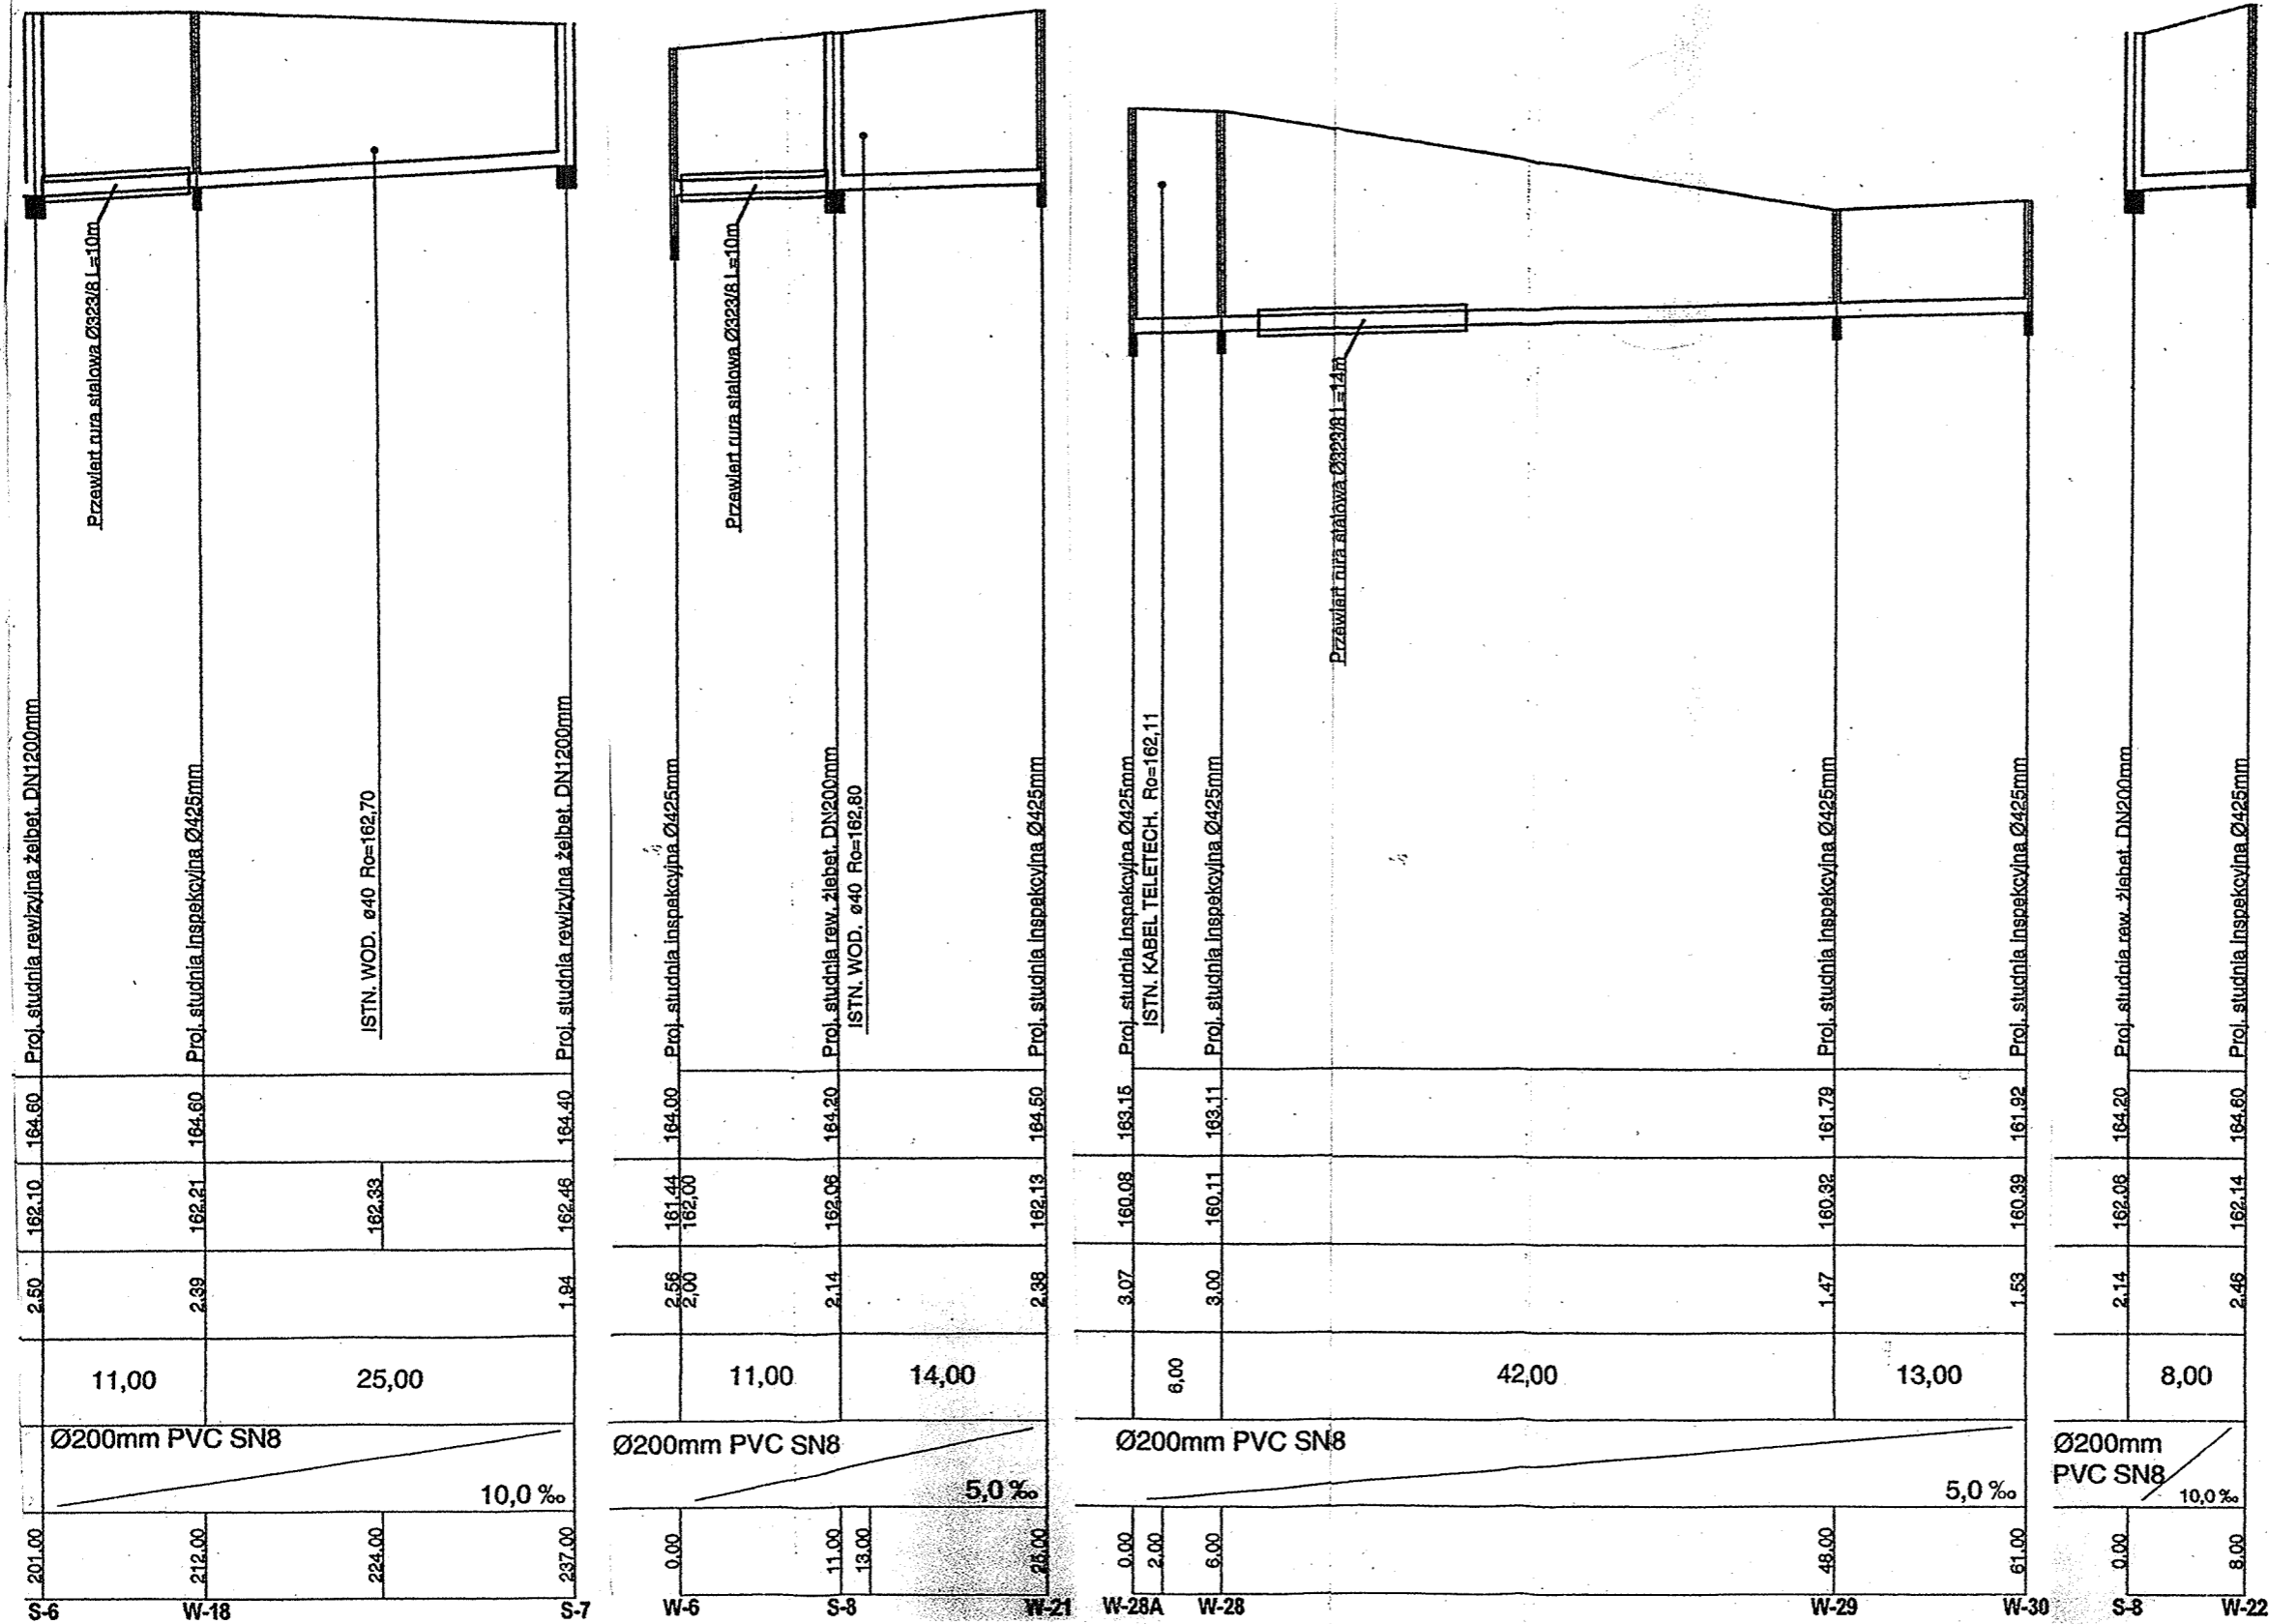 Przewiert rura stalowa Ø323/8 L=10m
Proj. studnia rewizyjna żelbet. DN1200mm
Proj. studnia inspekcyjna Ø425mm
ISTN. WOD. ø40 Ro=162,70
Proj. studnia rewizyjna żelbet. DN1200mm
164.60
164.60
164.40
162.10
162.21
162.33
162.46
2.50
2.39
1.94
11,00
25,00
Ø200mm PVC SN8
10,0 ‰
201.00
212.00
224.00
237.00
S-6
W-18
S-7
Przewiert rura stalowa Ø323/8 L=10m
Proj. studnia inspekcyjna Ø425mm
Proj. studnia rew. żlebet. DN200mm
ISTN. WOD. ø40 Ro=162,80
Proj. studnia inspekcyjna Ø425mm
164.00
164.20
164.50
161.44
162,00
162.06
162.13
2.56
2,00
2.14
2.38
11,00
14,00
Ø200mm PVC SN8
5,0 ‰
0.00
11.00
13.00
25.00
W-6
S-8
W-21
Przewiert rura stalowa Ø323/8 L=14m
Proj. studnia inspekcyjna Ø425mm
ISTN. KABEL TELETECH. Ro=162,11
Proj. studnia inspekcyjna Ø425mm
Proj. studnia inspekcyjna Ø425mm
Proj. studnia inspekcyjna Ø425mm
163.15
163.11
161.79
161.92
160.08
160.11
160.32
160.39
3.07
3.00
1.47
1.53
6,00
42,00
13,00
Ø200mm PVC SN8
5,0 ‰
0.00
2.00
6.00
48.00
61.00
W-28A
W-28
W-29
W-30
Proj. studnia rew. żlebet. DN200mm
Proj. studnia inspekcyjna Ø425mm
164.20
164.60
162.06
162.14
2.14
2.46
8,00
Ø200mm
PVC SN8
10,0 ‰
0.00
8.00
S-8
W-22